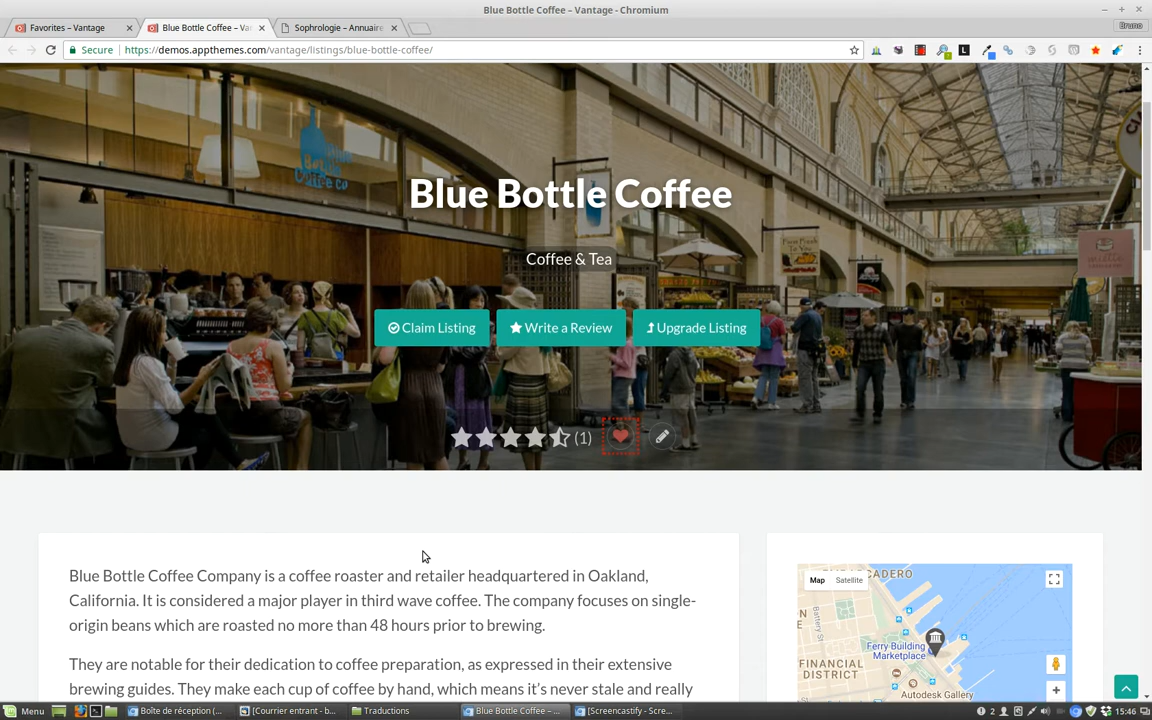 Blue Bottle Coffee – Vantage - Chromium
Favorites – Vantage
Blue Bottle Coffee – Va
Sophrologie – Annuaire
Bruno
Secure
https://demos.appthemes.com/vantage/listings/blue-bottle-coffee/
Blue Bottle Coffee
Coffee & Tea
Claim Listing
Write a Review
Upgrade Listing
(1)
Blue Bottle Coffee Company is a coffee roaster and retailer headquartered in Oakland,
California. It is considered a major player in third wave coffee. The company focuses on single-
origin beans which are roasted no more than 48 hours prior to brewing.
They are notable for their dedication to coffee preparation, as expressed in their extensive
brewing guides. They make each cup of coffee by hand, which means it's never stale and really
Map
Satellite
Battery St
Ferry Building
Marketplace
FINANCIAL
DISTRICT
Autodesk Gallery
Menu
Boîte de réception (...
[Courrier entrant - b...
Traductions
Blue Bottle Coffee – ...
[Screencastify - Scre...
2
15:46